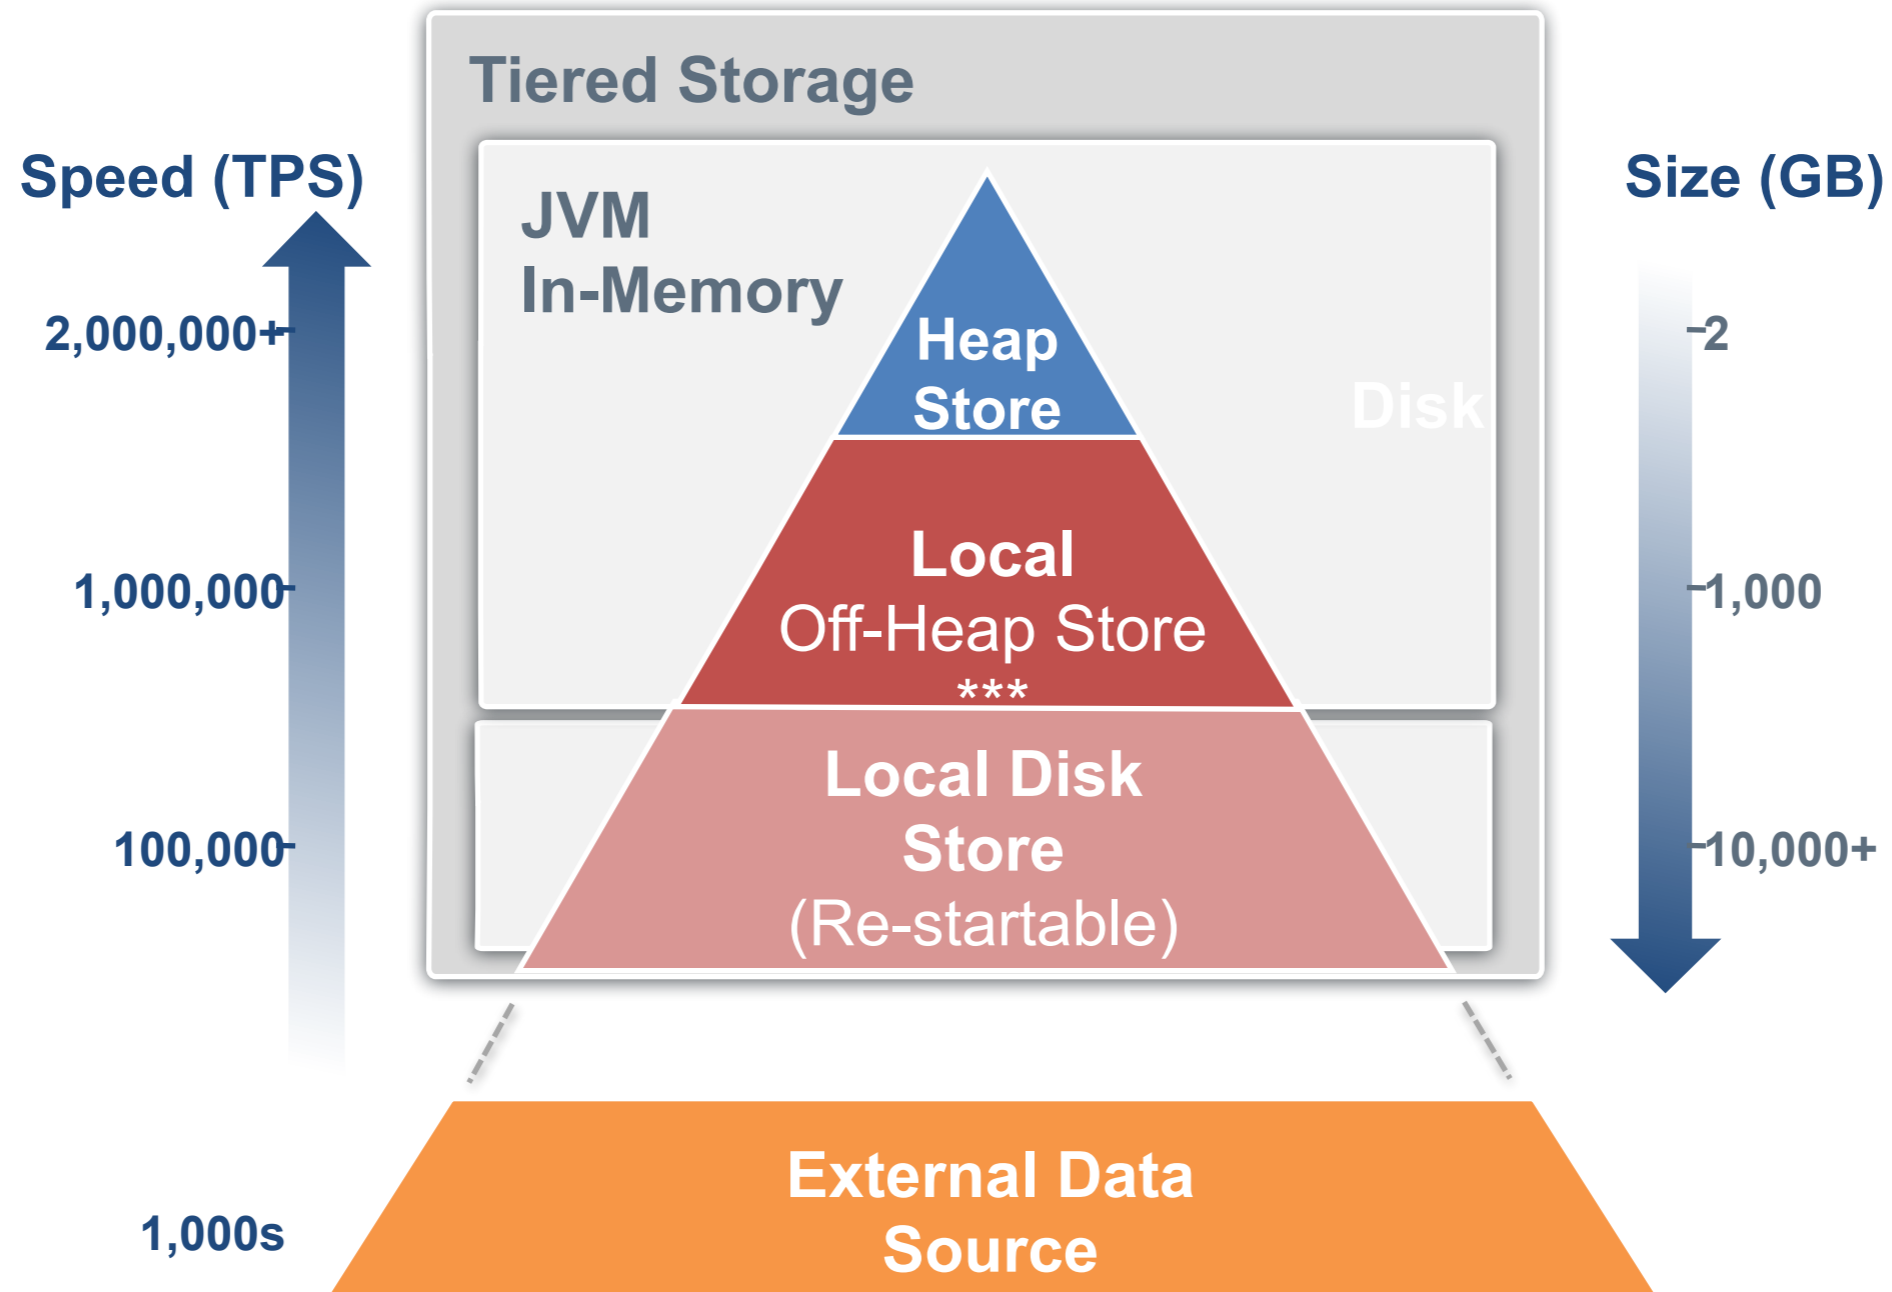 Tiered Storage
Speed (TPS)
Size (GB)
JVM
In-Memory
2,000,000+
2
Heap
Store
Disk
1,000,000
1,000
Local
Off-Heap Store
***
100,000
10,000+
Local Disk
Store
(Re-startable)
External Data
Source
1,000s